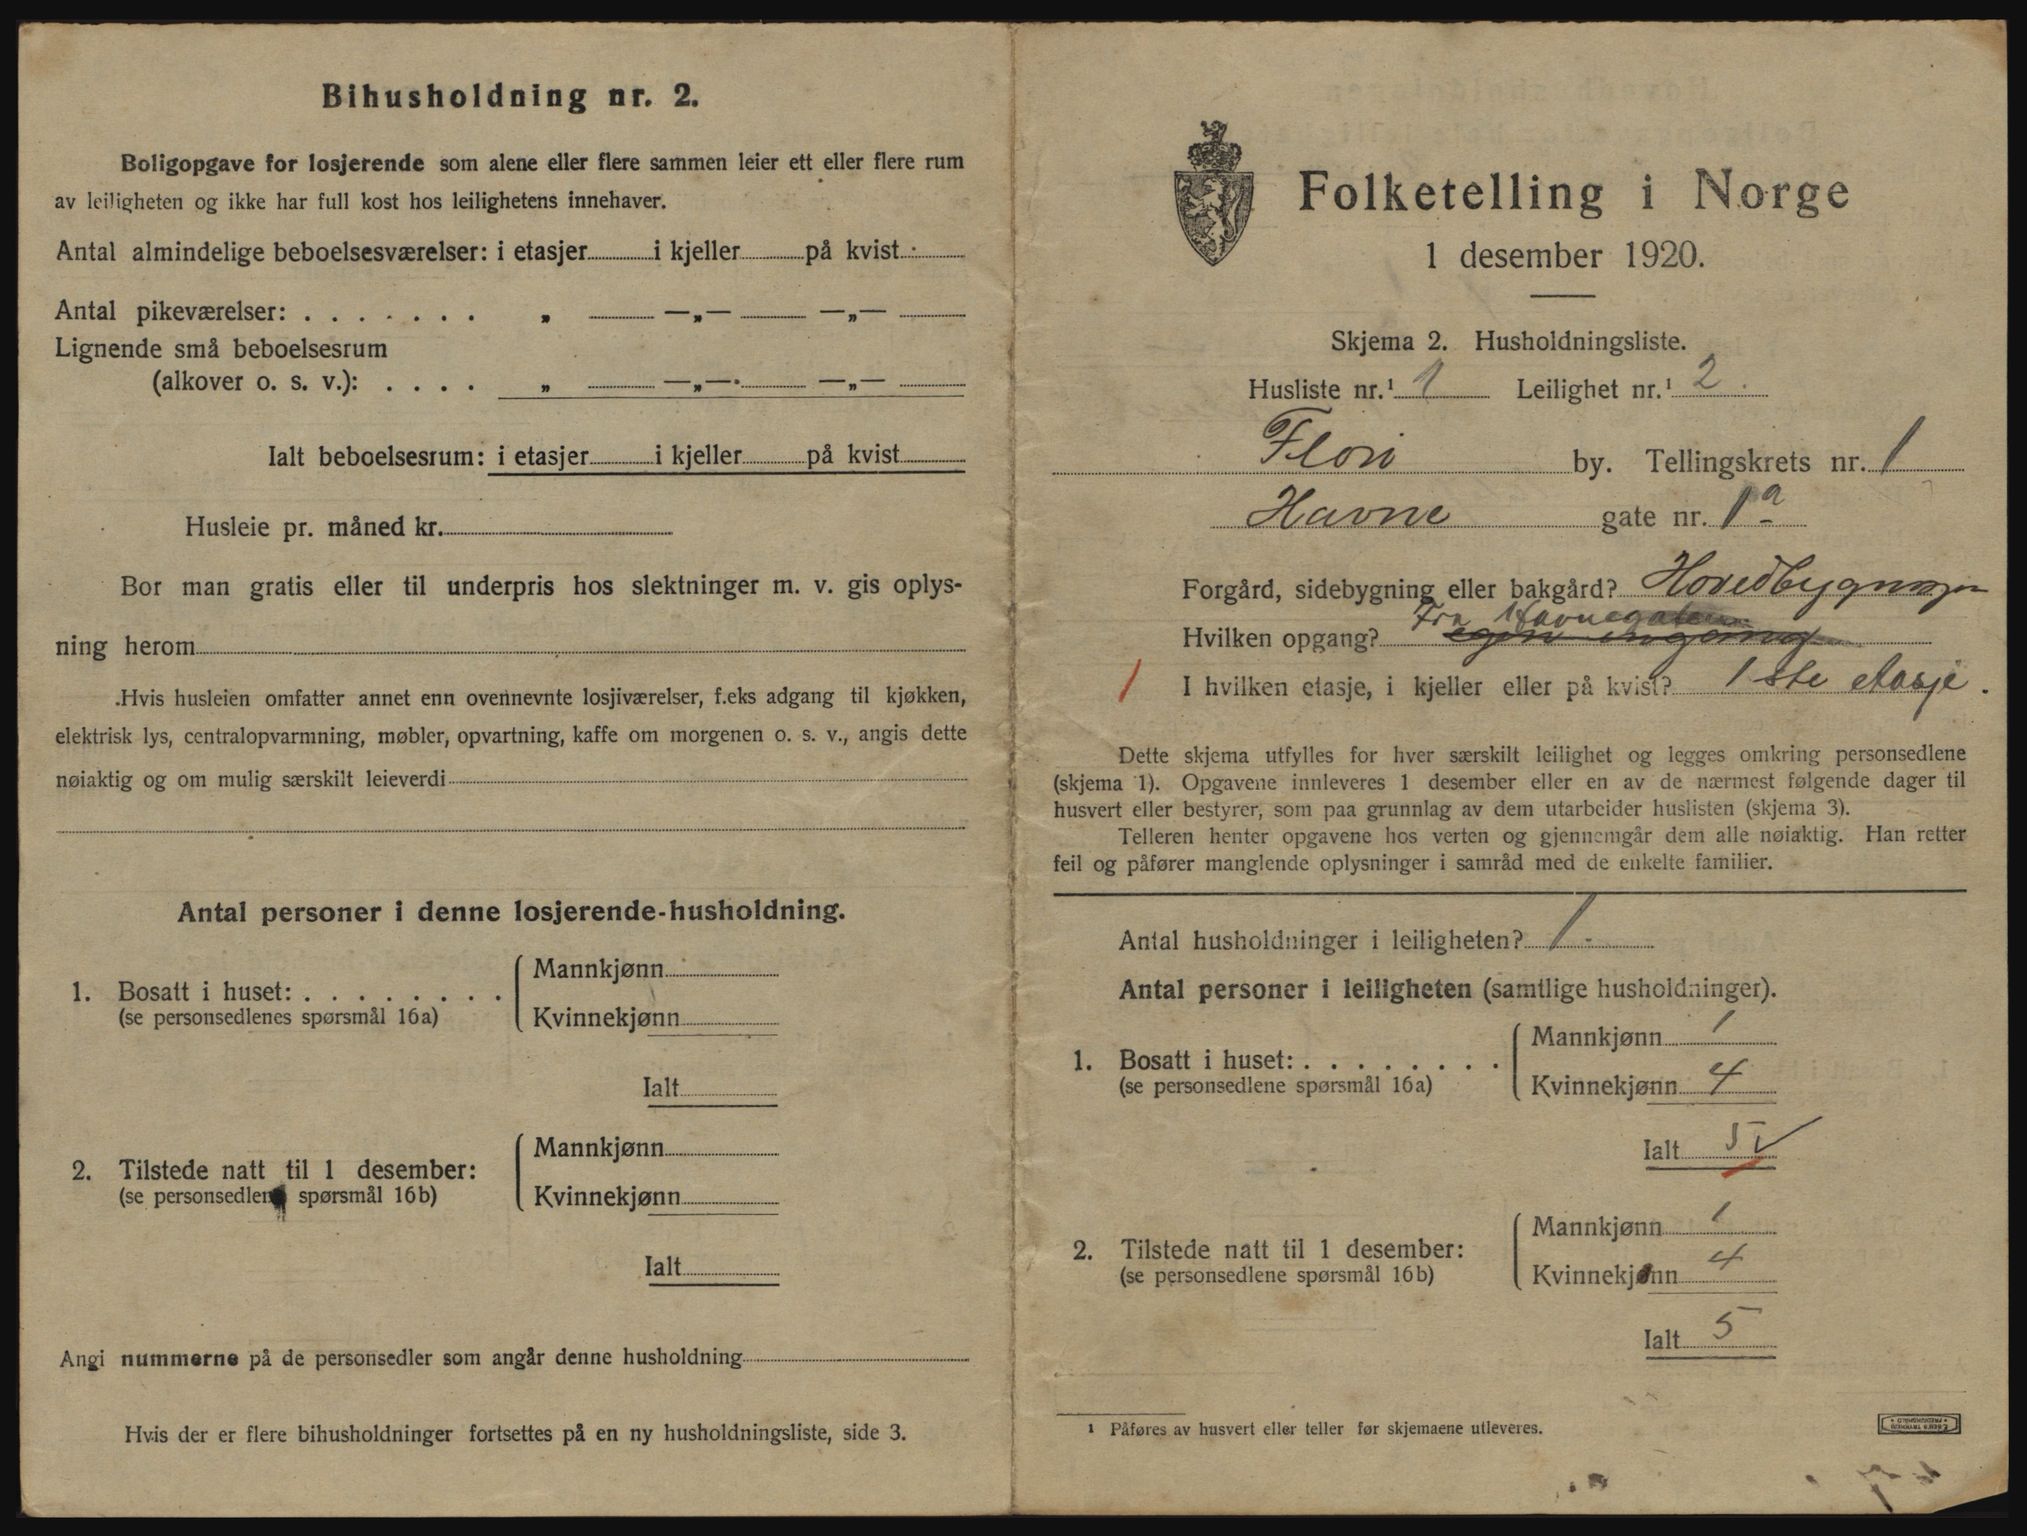 Bihusholdning nr. 2.
Boligopgave for losjerende som alene eller flere sammen leier ett eller flere rum
av leiligheten og ikke har full kost hos leilighetens innehaver.
Antal almindelige beboelsesværelser: i etasjer i kjeller på kvist
Antal pikeværelser: . . . . . . . „ —„— —„—
Lignende små beboelsesrum
(alkover o. s. v.): . . . . „ —„— —„—
Ialt beboelsesrum: i etasjer i kjeller på kvist
Husleie pr. måned kr.
Bor man gratis eller til underpris hos slektninger m. v. gis oplys-
ning herom
Hvis husleien omfatter annet enn ovennevnte losjiværelser, f.eks adgang til kjøkken,
elektrisk lys, centralopvarmning, møbler, opvartning, kaffe om morgenen o. s. v., angis dette
nøiaktig og om mulig særskilt leieverdi
Antal personer i denne losjerende-husholdning.
1. Bosatt i huset: . . . . . . . . Mannkjønn
(se personsedlenes spørsmål 16a) Kvinnekjønn
Ialt
2. Tilstede natt til 1 desember: Mannkjønn
(se personsedlene spørsmål 16b) Kvinnekjønn
Ialt
Angi nummerne på de personsedler som angår denne husholdning
Hvis der er flere bihusholdninger fortsettes på en ny husholdningsliste, side 3.
Folketelling i Norge
1 desember 1920.
Skjema 2. Husholdningsliste.
Husliste nr.¹ 1 Leilighet nr.¹ 2.
Florø by. Tellingskrets nr. 1
Havne gate nr. 1a
Forgård, sidebygning eller bakgård? Hovedbygningen
Hvilken opgang? Fra Havnegaten egen ingang
1 I hvilken etasje, i kjeller eller på kvist? 1ste etasje.
Dette skjema utfylles for hver særskilt leilighet og legges omkring personsedlene
(skjema 1). Opgavene innleveres 1 desember eller en av de nærmest følgende dager til
husvert eller bestyrer, som paa grunnlag av dem utarbeider huslisten (skjema 3).
Telleren henter opgavene hos verten og gjennemgår dem alle nøiaktig. Han retter
feil og påfører manglende oplysninger i samråd med de enkelte familier.
Antal husholdninger i leiligheten? 1.
Antal personer i leiligheten (samtlige husholdninger).
1. Bosatt i huset: . . . . . . . . Mannkjønn 1
(se personsedlene spørsmål 16a) Kvinnekjønn 4
Ialt 5
2. Tilstede natt til 1 desember: Mannkjønn 1
(se personsedlene spørsmål 16b) Kvinnekjønn 4
Ialt 5
¹ Påføres av husvert eller teller før skjemaene utleveres.